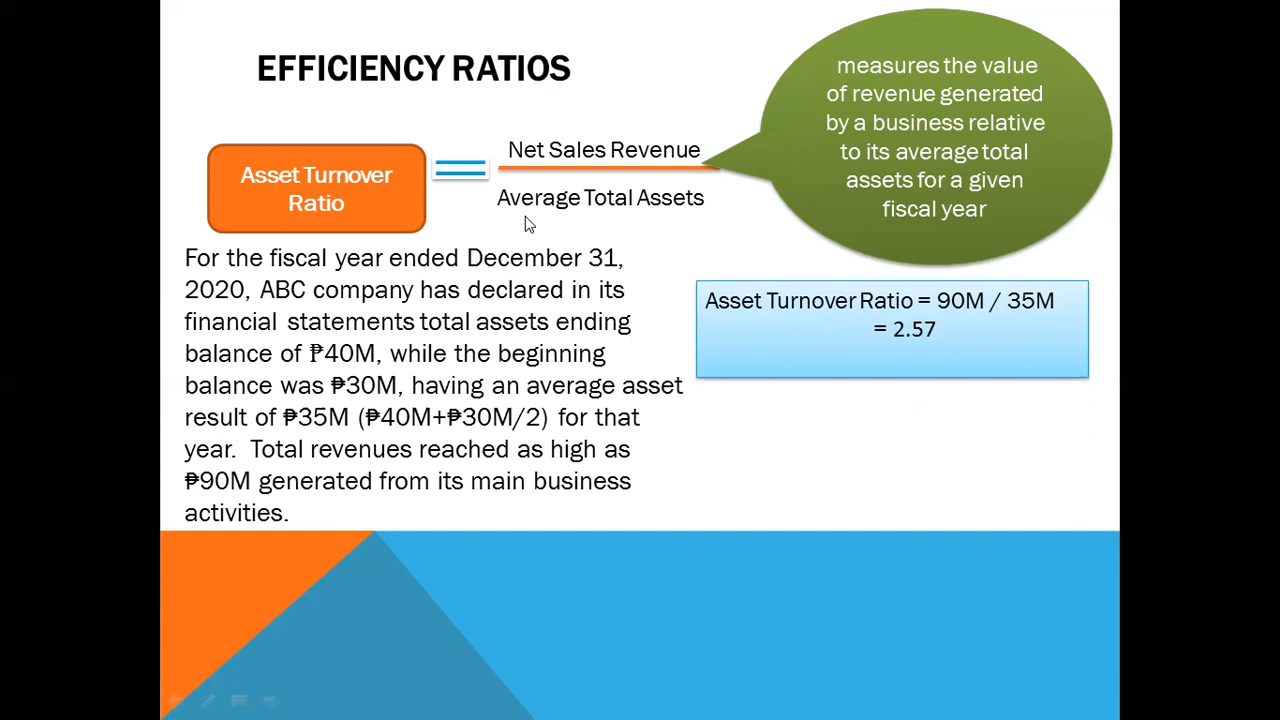 EFFICIENCY RATIOS
Asset Turnover
Ratio
Net Sales Revenue
Average Total Assets
measures the value
of revenue generated
by a business relative
to its average total
assets for a given
fiscal year
For the fiscal year ended December 31,
2020, ABC company has declared in its
financial statements total assets ending
balance of ₱40M, while the beginning
balance was ₱30M, having an average asset
result of ₱35M (₱40M+₱30M/2) for that
year. Total revenues reached as high as
₱90M generated from its main business
activities.
Asset Turnover Ratio = 90M / 35M
= 2.57